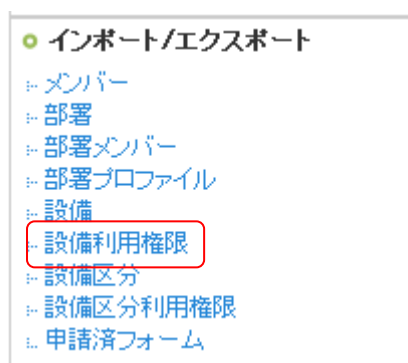 インポート/エクスポート
メンバー
部署
部署メンバー
部署プロファイル
設備
設備利用権限
設備区分
設備区分利用権限
申請済フォーム